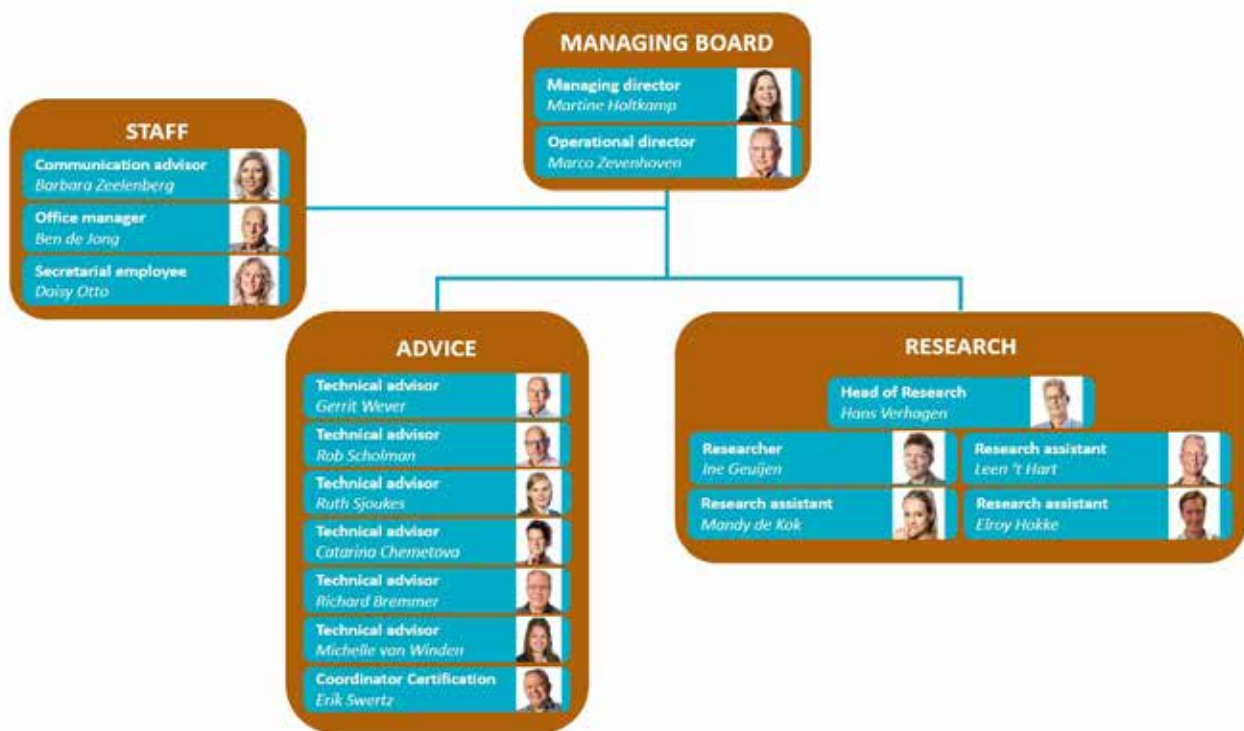 MANAGING BOARD
Managing director
Martine Holtkamp
Operational director
Marco Zevenhoven
STAFF
Communication advisor
Barbara Zeelenberg
Office manager
Ben de Jong
Secretarial employee
Daisy Otto
ADVICE
Technical advisor
Gerrit Wever
Technical advisor
Rob Scholman
Technical advisor
Ruth Sjoukes
Technical advisor
Catarina Chemetova
Technical advisor
Richard Bremmer
Technical advisor
Michelle van Winden
Coordinator Certification
Erik Swertz
RESEARCH
Head of Research
Hans Verhagen
Researcher
Ine Geuijen
Research assistant
Leen 't Hart
Research assistant
Mandy de Kok
Research assistant
Elroy Hokke